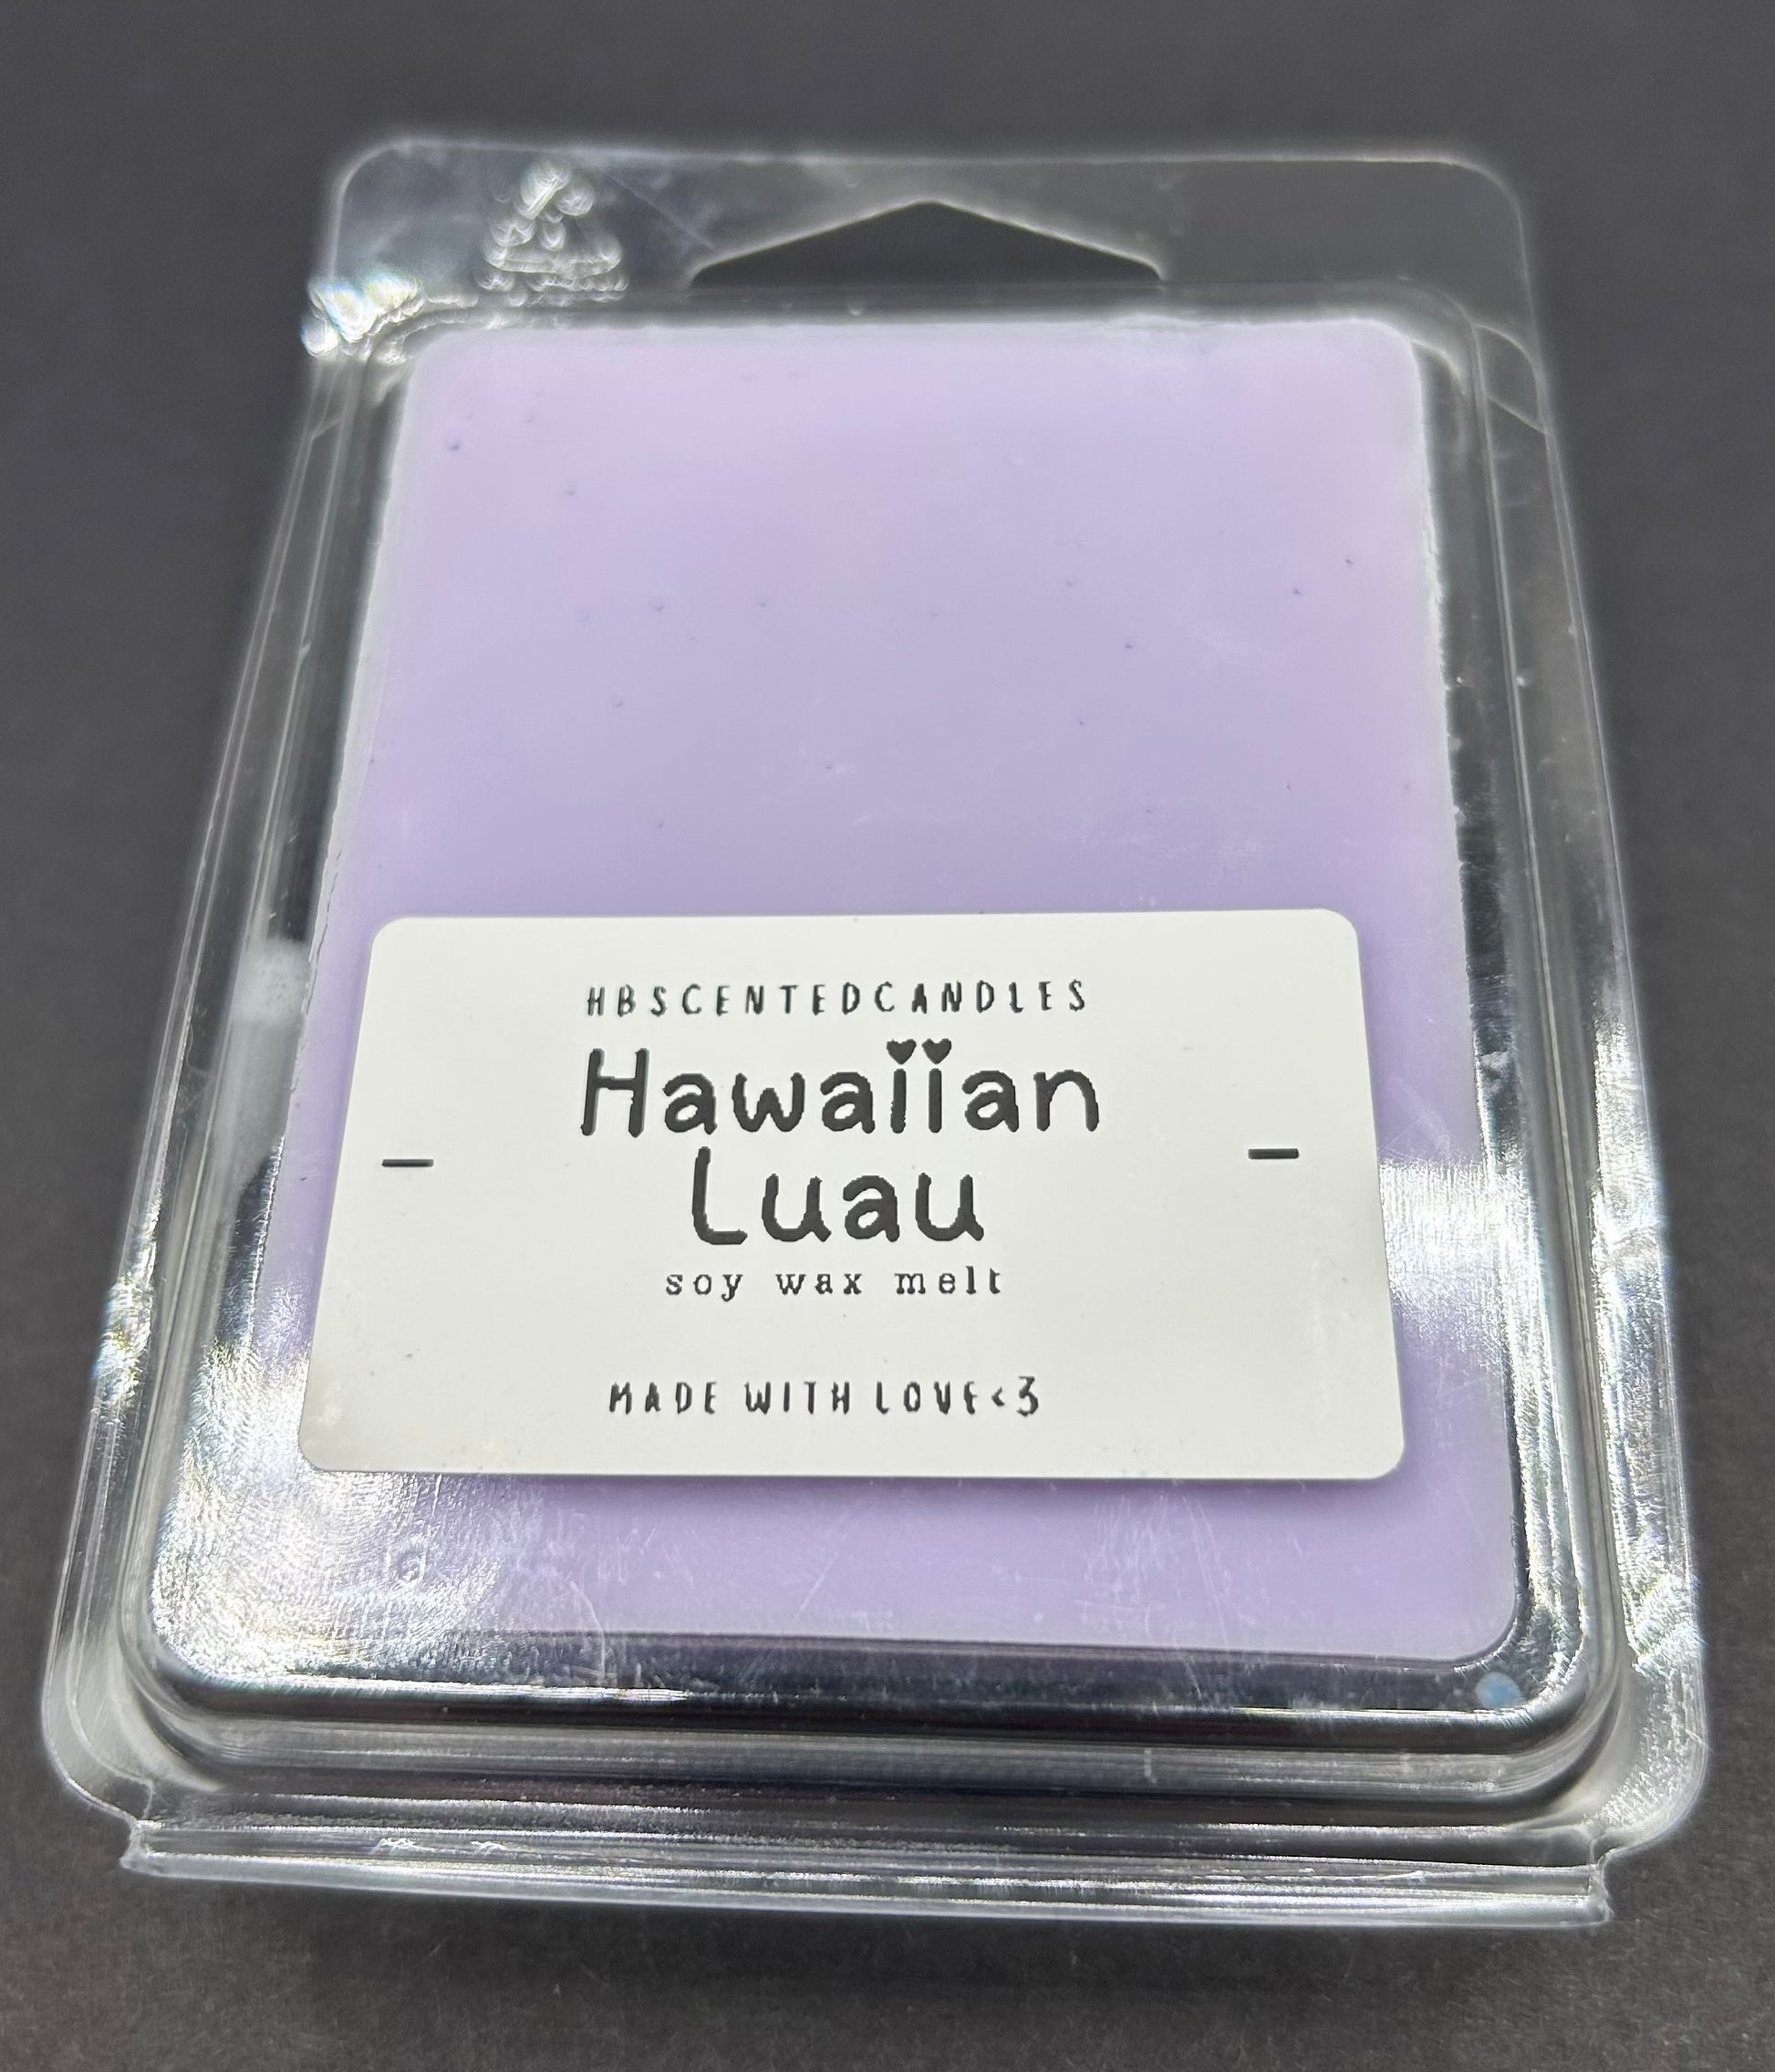 HBSCENTEDCANDLES
Hawaiian
Luau
soy wax melt
MADE WITH LOVE<3